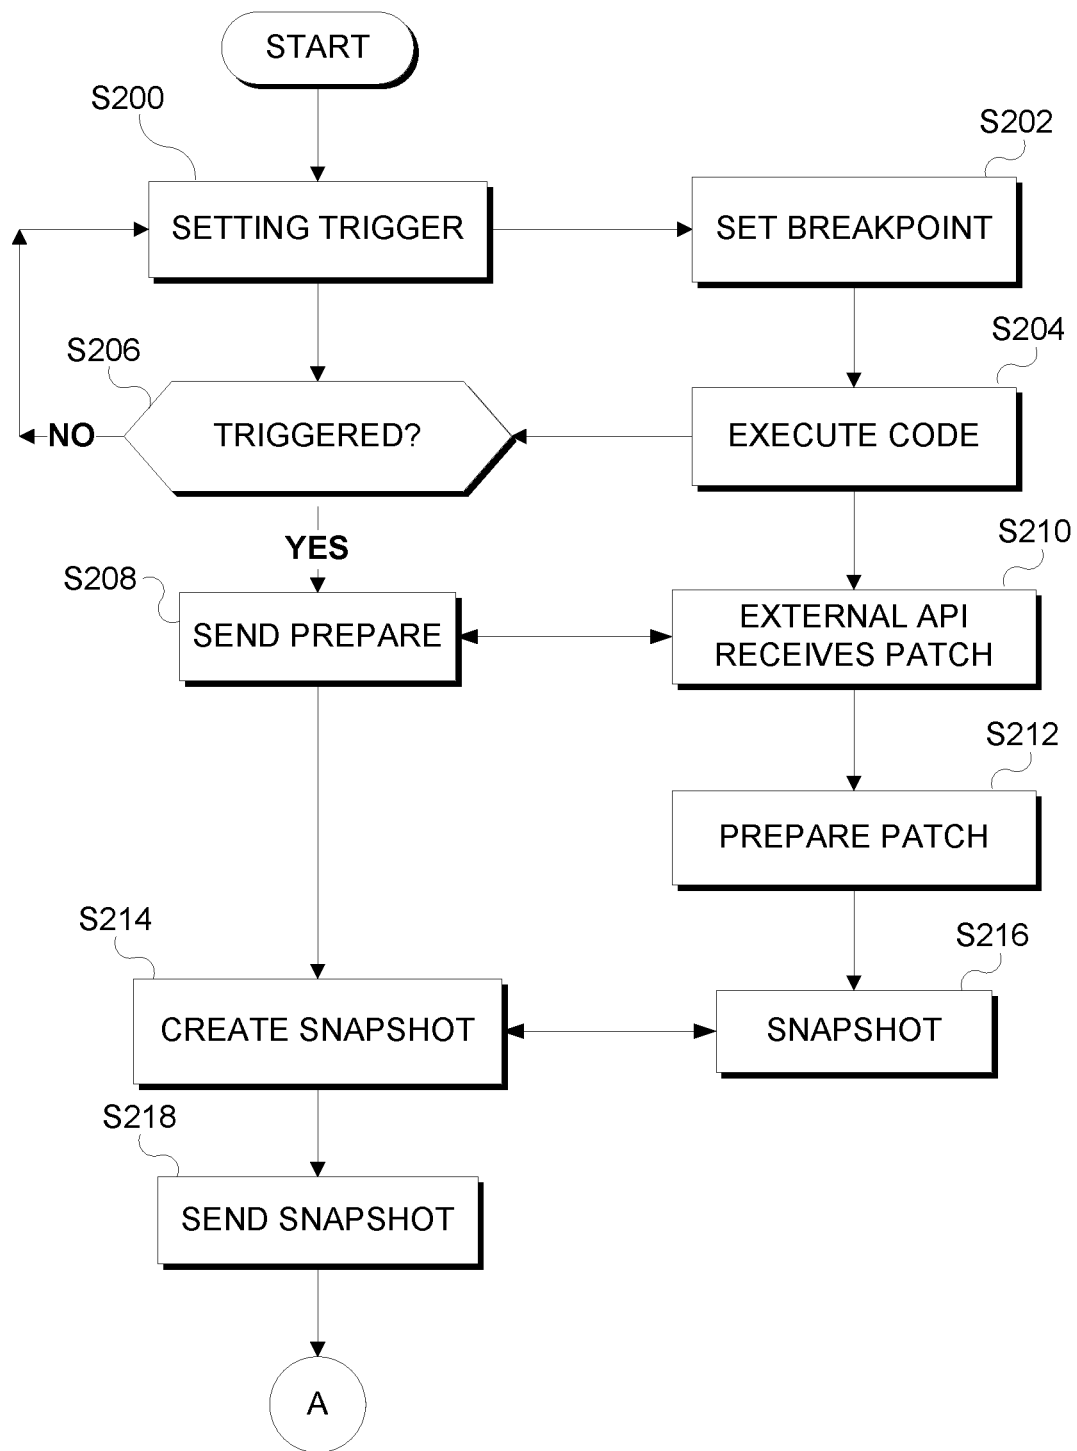 START
S200
S202
SETTING TRIGGER
SET BREAKPOINT
S204
S206
NO
TRIGGERED?
EXECUTE CODE
YES
S210
S208
SEND PREPARE
EXTERNAL API
RECEIVES PATCH
S212
PREPARE PATCH
S214
S216
CREATE SNAPSHOT
SNAPSHOT
S218
SEND SNAPSHOT
A